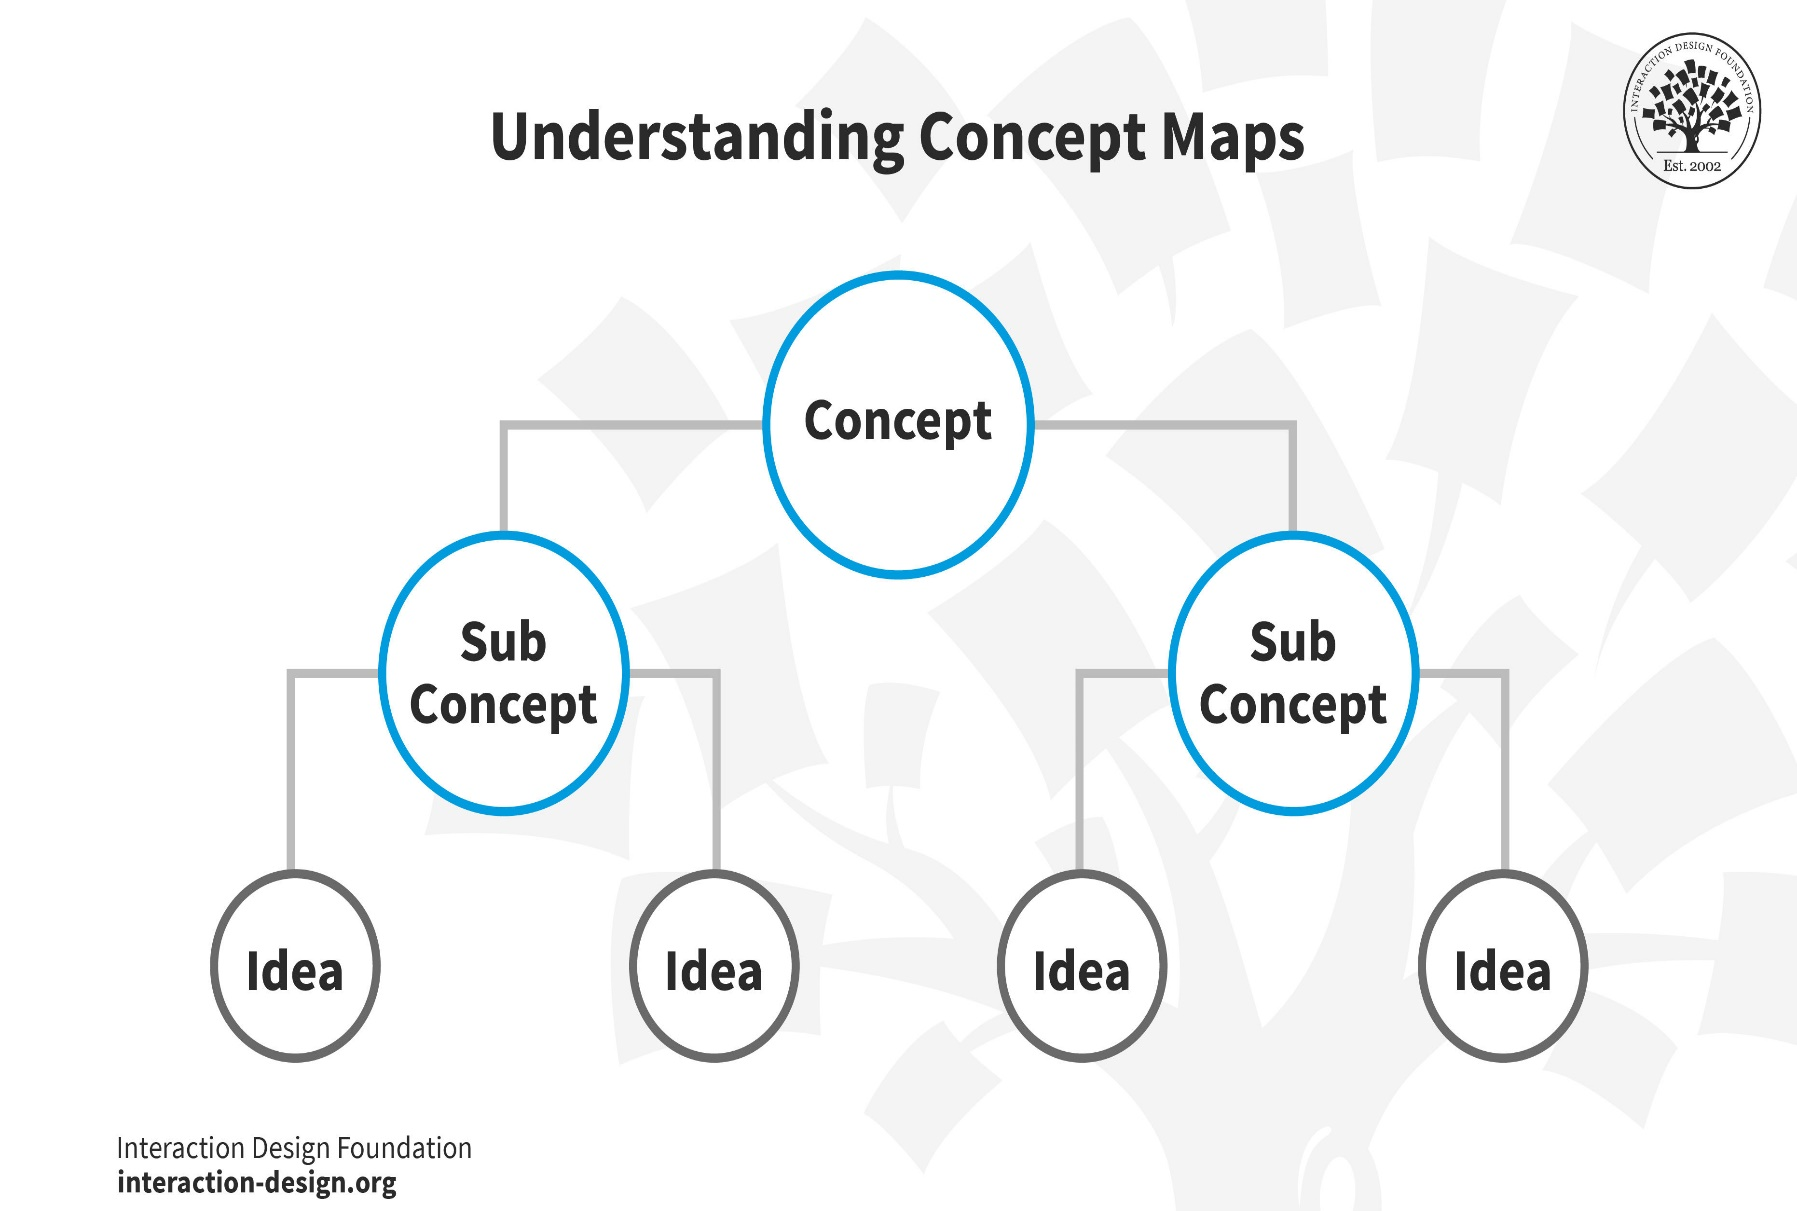 INTERACTION DESIGN FOUNDATION
Est. 2002
Understanding Concept Maps
Concept
Sub
Concept
Sub
Concept
Idea
Idea
Idea
Idea
Interaction Design Foundation
interaction-design.org